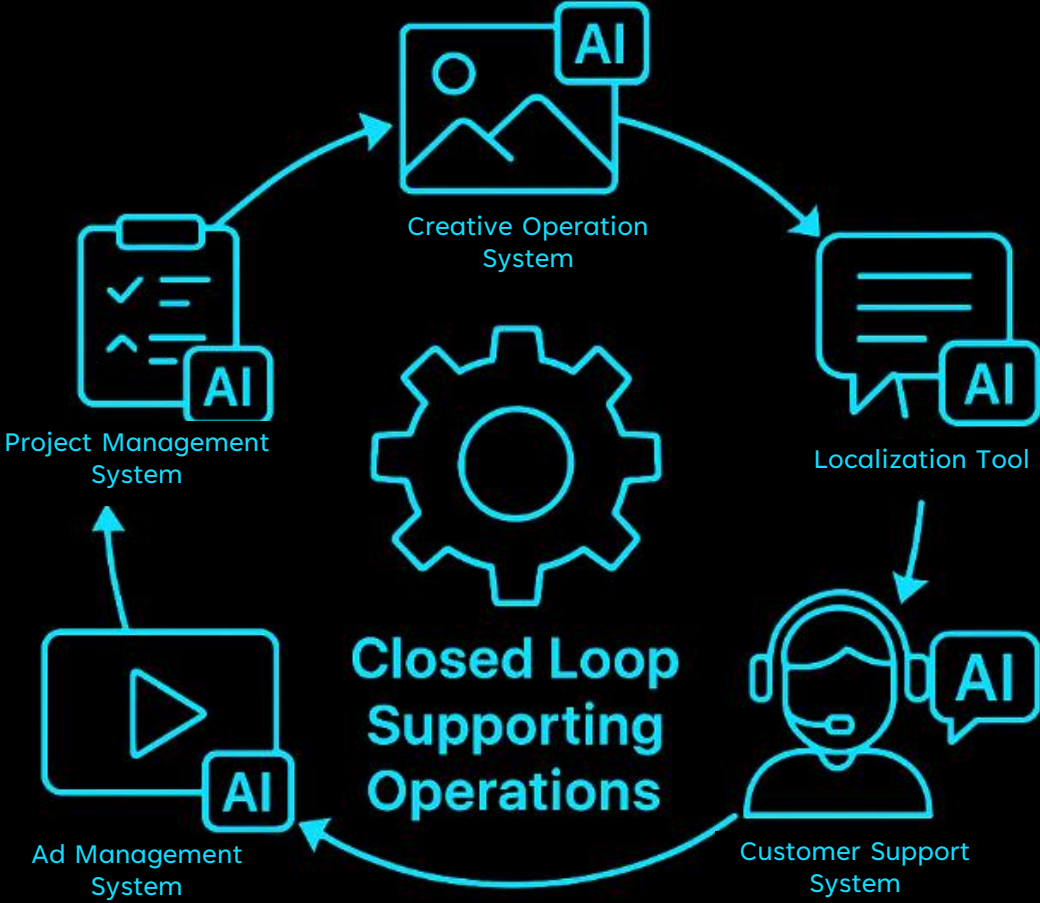 AI
Creative Operation
System
AI
Project Management
System
AI
Localization Tool
AI
Closed Loop
Supporting
Operations
AI
Ad Management
System
Customer Support
System